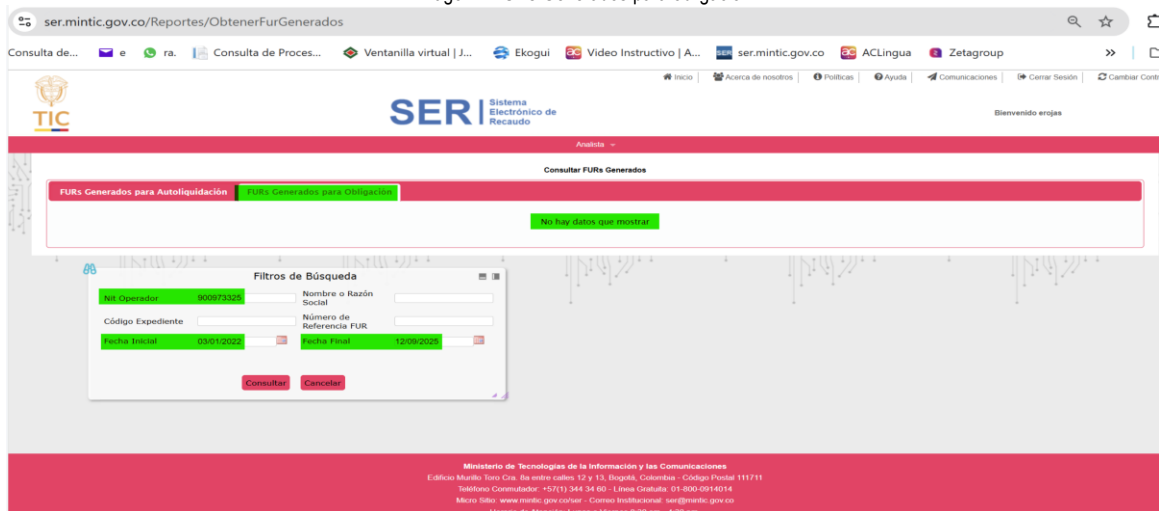 ser.mintic.gov.co/Reportes/ObtenerFurGenerados
Consulta de... e ra. Consulta de Proces... Ventanilla virtual | J... Ekogui Video Instructivo | A... ser.mintic.gov.co ACLingua Zetagroup »
Inicio | Acerca de nosotros | Políticas | Ayuda | Comunicaciones | Cerrar Sesión | Cambiar Contr
TIC
SER | Sistema
Electrónico de
Recaudo
Bienvenido erojas
Analista
Consultar FURs Generados
FURs Generados para Autoliquidación FURs Generados para Obligación
No hay datos que mostrar
Filtros de Búsqueda
Nit Operador 900973325 Nombre o Razón
Social
Código Expediente Número de
Referencia FUR
Fecha Inicial 03/01/2022 Fecha Final 12/09/2025
Consultar Cancelar
Ministerio de Tecnologías de la Información y las Comunicaciones
Edificio Murillo Toro Cra. 8a entre calles 12 y 13, Bogotá, Colombia - Código Postal 111711
Teléfono Conmutador: +57(1) 344 34 60 - Línea Gratuita: 01-800-0914014
Micro Sitio: www.mintic.gov.co/ser - Correo Institucional: ser@mintic.gov.co